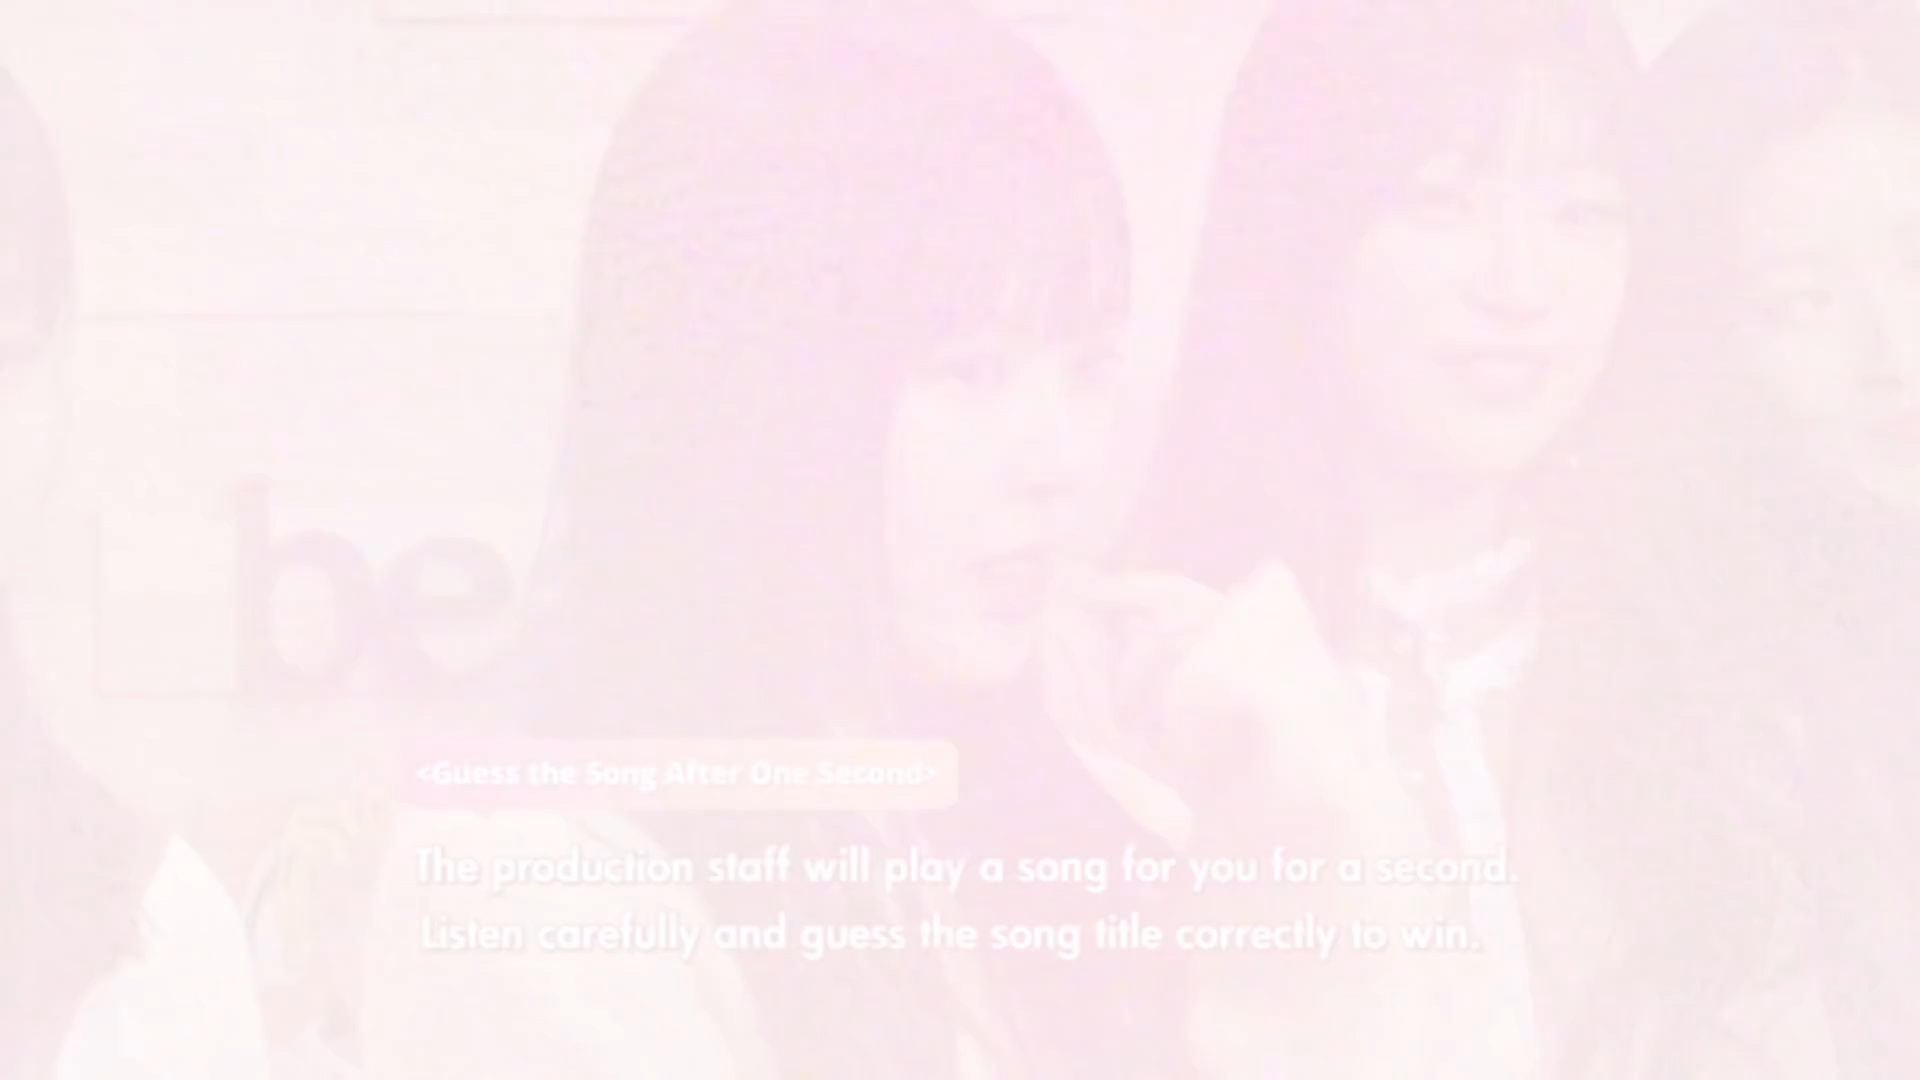 be
<Guess the Song After One Second>
The production staff will play a song for you for a second.
Listen carefully and guess the song title correctly to win.